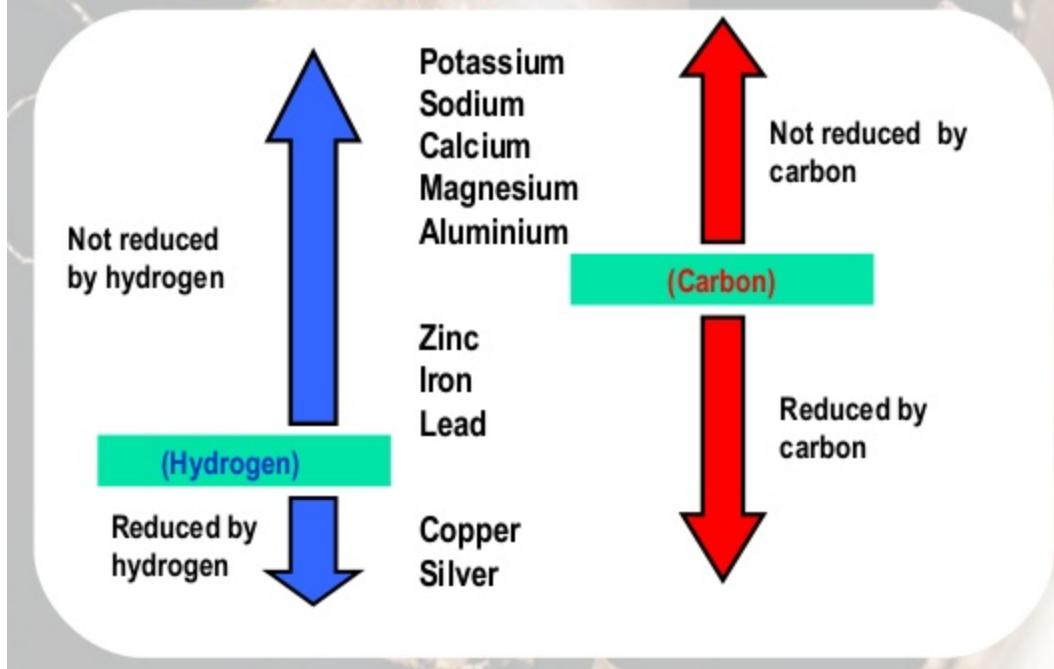 Potassium
Sodium
Calcium
Magnesium
Aluminium
Not reduced by
carbon
Not reduced
by hydrogen
(Carbon)
Zinc
Iron
Lead
Reduced by
carbon
(Hydrogen)
Reduced by
hydrogen
Copper
Silver